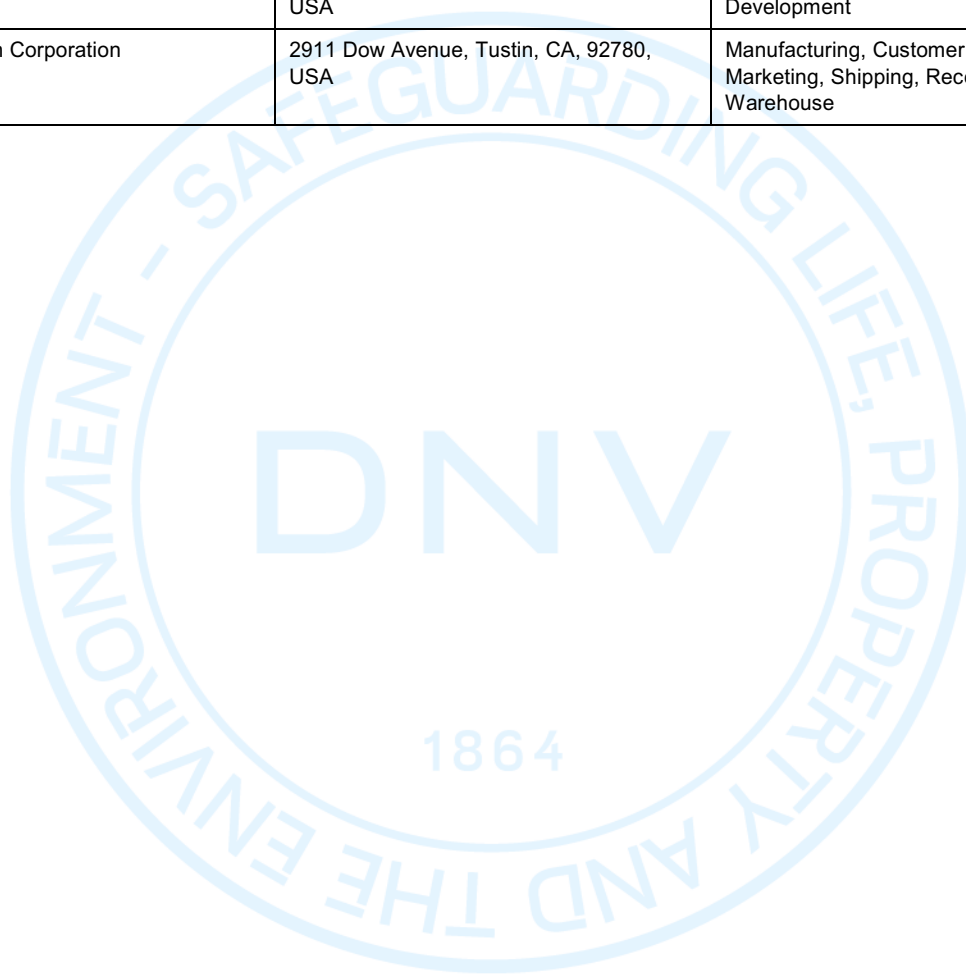 USA
Development
Corporation
2911 Dow Avenue, Tustin, CA, 92780,
USA
Manufacturing, Customer
Marketing, Shipping, Rece
Warehouse
SAFEGUARDING LIFE, PROPERTY AND THE ENVIRONMENT -
DNV
1864